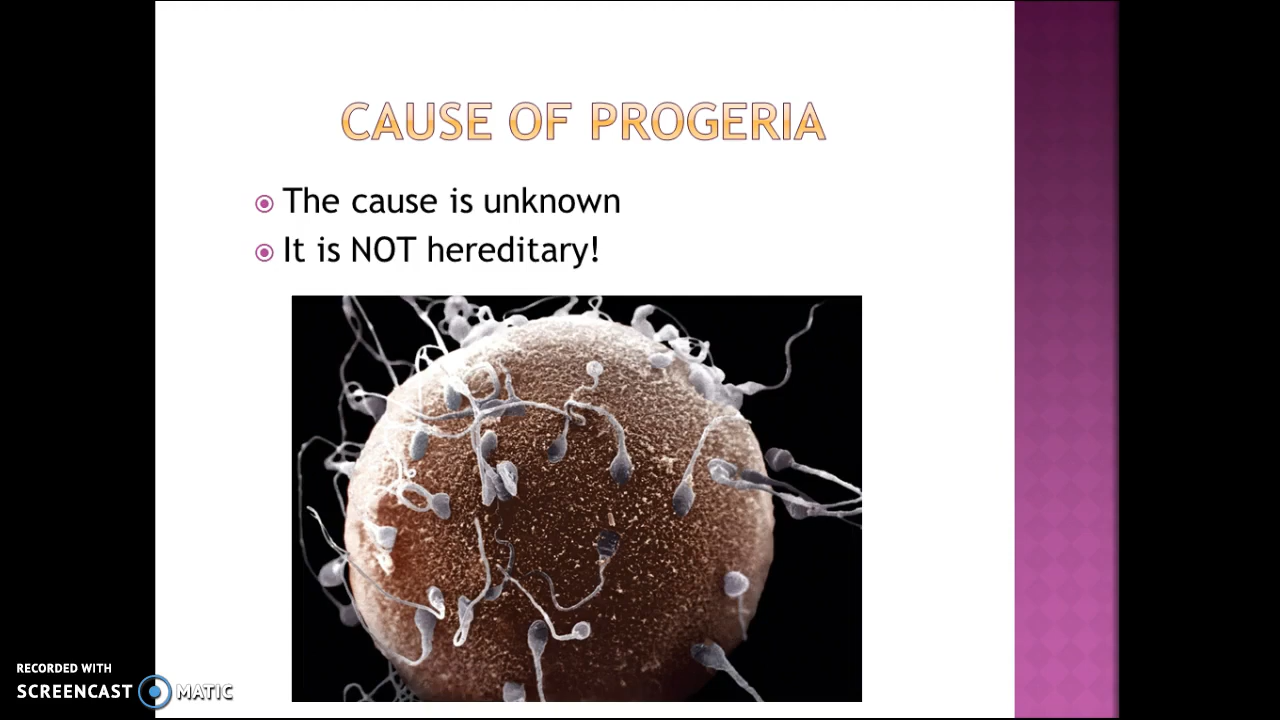 CAUSE OF PROGERIA
The cause is unknown
It is NOT hereditary!
RECORDED WITH
SCREENCAST MATIC